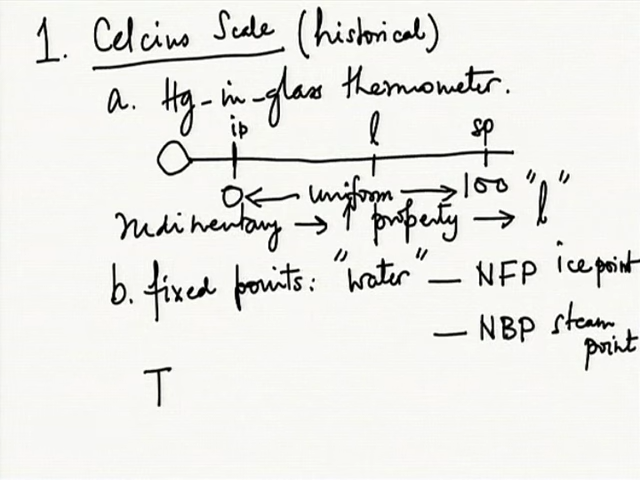 1. Celcius Scale (historical)
a. Hg-in-glass thermometer.
ip l sp
0 ← uniform → 100 "l"
rudimentary → ↑ property → l
b. fixed points: "water" — NFP ice point
— NBP steam point
T